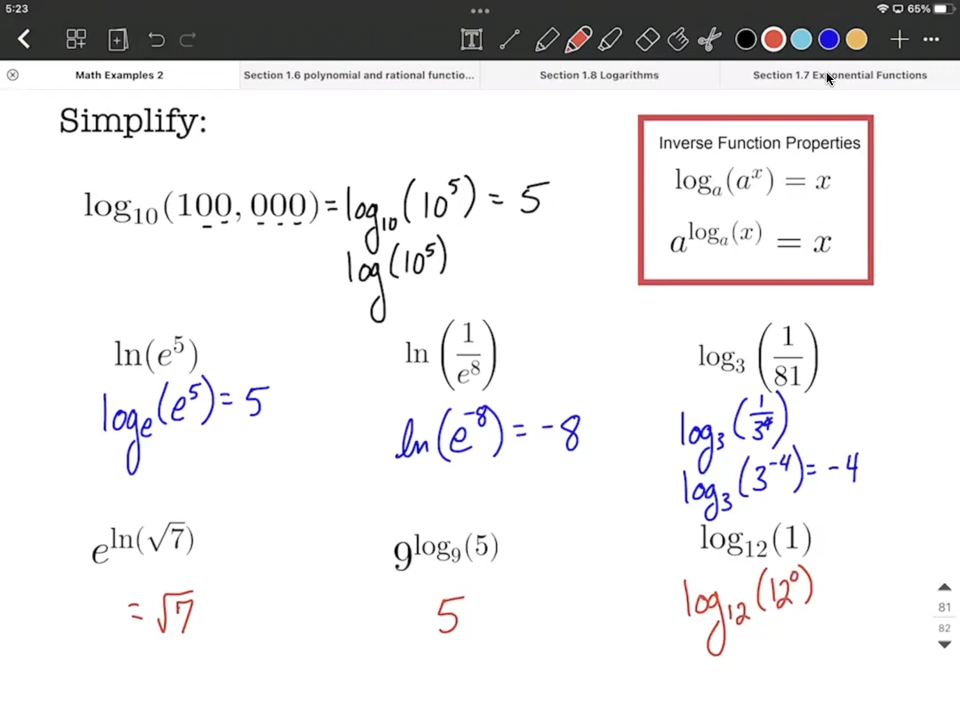 5:23
65%
Math Examples 2
Section 1.6 polynomial and rational functio...
Section 1.8 Logarithms
Section 1.7 Exponential Functions
Simplify:
Inverse Function Properties
logₐ(aˣ) = x
a^{logₐ(x)} = x
log₁₀(100,000) = log₁₀(10⁵) = 5
log(10⁵)
ln(e⁵)
ln(1/e⁸)
log₃(1/81)
logₑ(e⁵) = 5
ln(e⁻⁸) = -8
log₃(1/3⁴)
log₃(3⁻⁴) = -4
e^{ln(√7)}
9^{log₉(5)}
log₁₂(1)
= √7
5
log₁₂(12⁰)
81
82